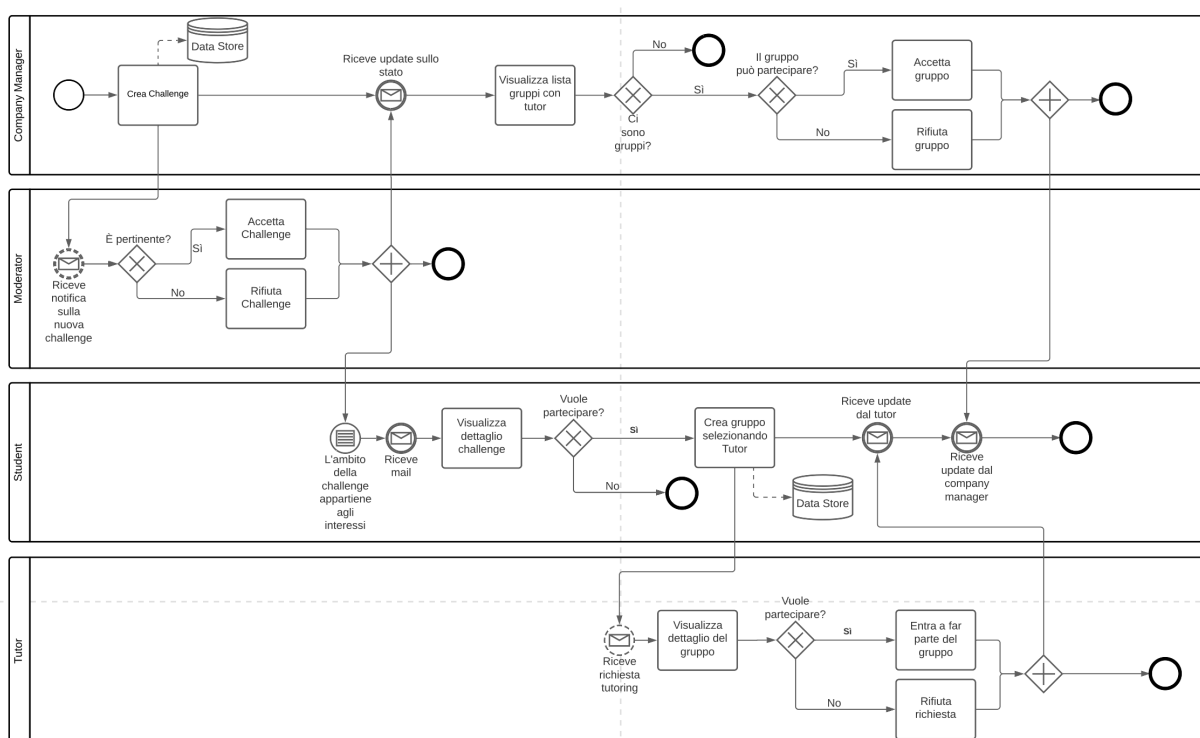 Company Manager
Data Store
Crea Challenge
Riceve update sullo
stato
Visualizza lista
gruppi con
tutor
No
Ci
sono
gruppi?
Sì
Il gruppo
può partecipare?
Sì
No
Accetta
gruppo
Rifiuta
gruppo
Moderator
Riceve
notifica
sulla
nuova
challenge
È pertinente?
Sì
No
Accetta
Challenge
Rifiuta
Challenge
Student
L'ambito
della
challenge
appartiene
agli
interessi
Riceve
mail
Visualizza
dettaglio
challenge
Vuole
partecipare?
Sì
No
Crea gruppo
selezionando
Tutor
Data Store
Riceve update
dal tutor
Riceve
update dal
company
manager
Tutor
Riceve
richiesta
tutoring
Visualizza
dettaglio del
gruppo
Vuole
partecipare?
Sì
No
Entra a far
parte del
gruppo
Rifiuta
richiesta